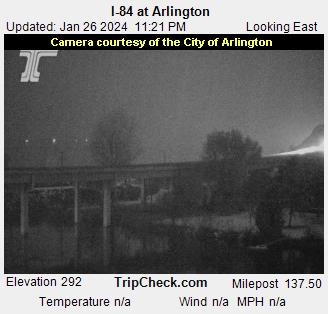 I-84 at Arlington
Updated: Jan 26 2024 11:21 PM Looking East
Camera courtesy of the City of Arlington
Elevation 292 TripCheck.com Milepost 137.50
Temperature n/a Wind n/a MPH n/a